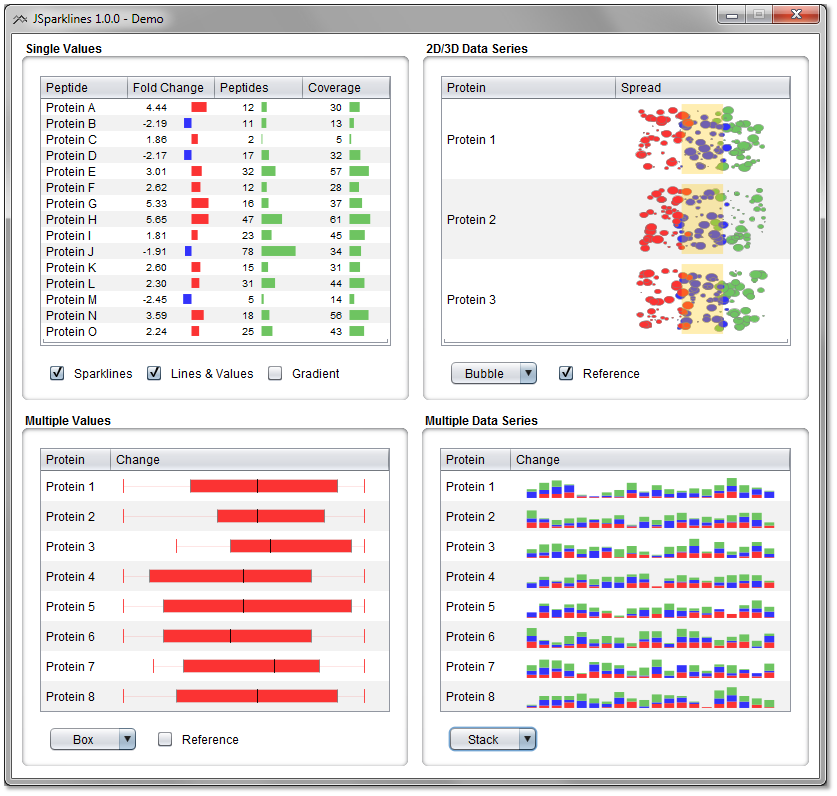 JSparklines 1.0.0 - Demo
Single Values
Peptide Fold Change Peptides Coverage
Protein A 4.44 12 30
Protein B -2.19 11 13
Protein C 1.86 2 5
Protein D -2.17 17 32
Protein E 3.01 32 57
Protein F 2.62 12 28
Protein G 5.33 16 37
Protein H 5.65 47 61
Protein I 1.81 23 45
Protein J -1.91 78 34
Protein K 2.60 15 31
Protein L 2.30 31 44
Protein M -2.45 5 14
Protein N 3.59 18 56
Protein O 2.24 25 43
Sparklines Lines & Values Gradient
2D/3D Data Series
Protein Spread
Protein 1
Protein 2
Protein 3
Bubble Reference
Multiple Values
Protein Change
Protein 1
Protein 2
Protein 3
Protein 4
Protein 5
Protein 6
Protein 7
Protein 8
Box Reference
Multiple Data Series
Protein Change
Protein 1
Protein 2
Protein 3
Protein 4
Protein 5
Protein 6
Protein 7
Protein 8
Stack